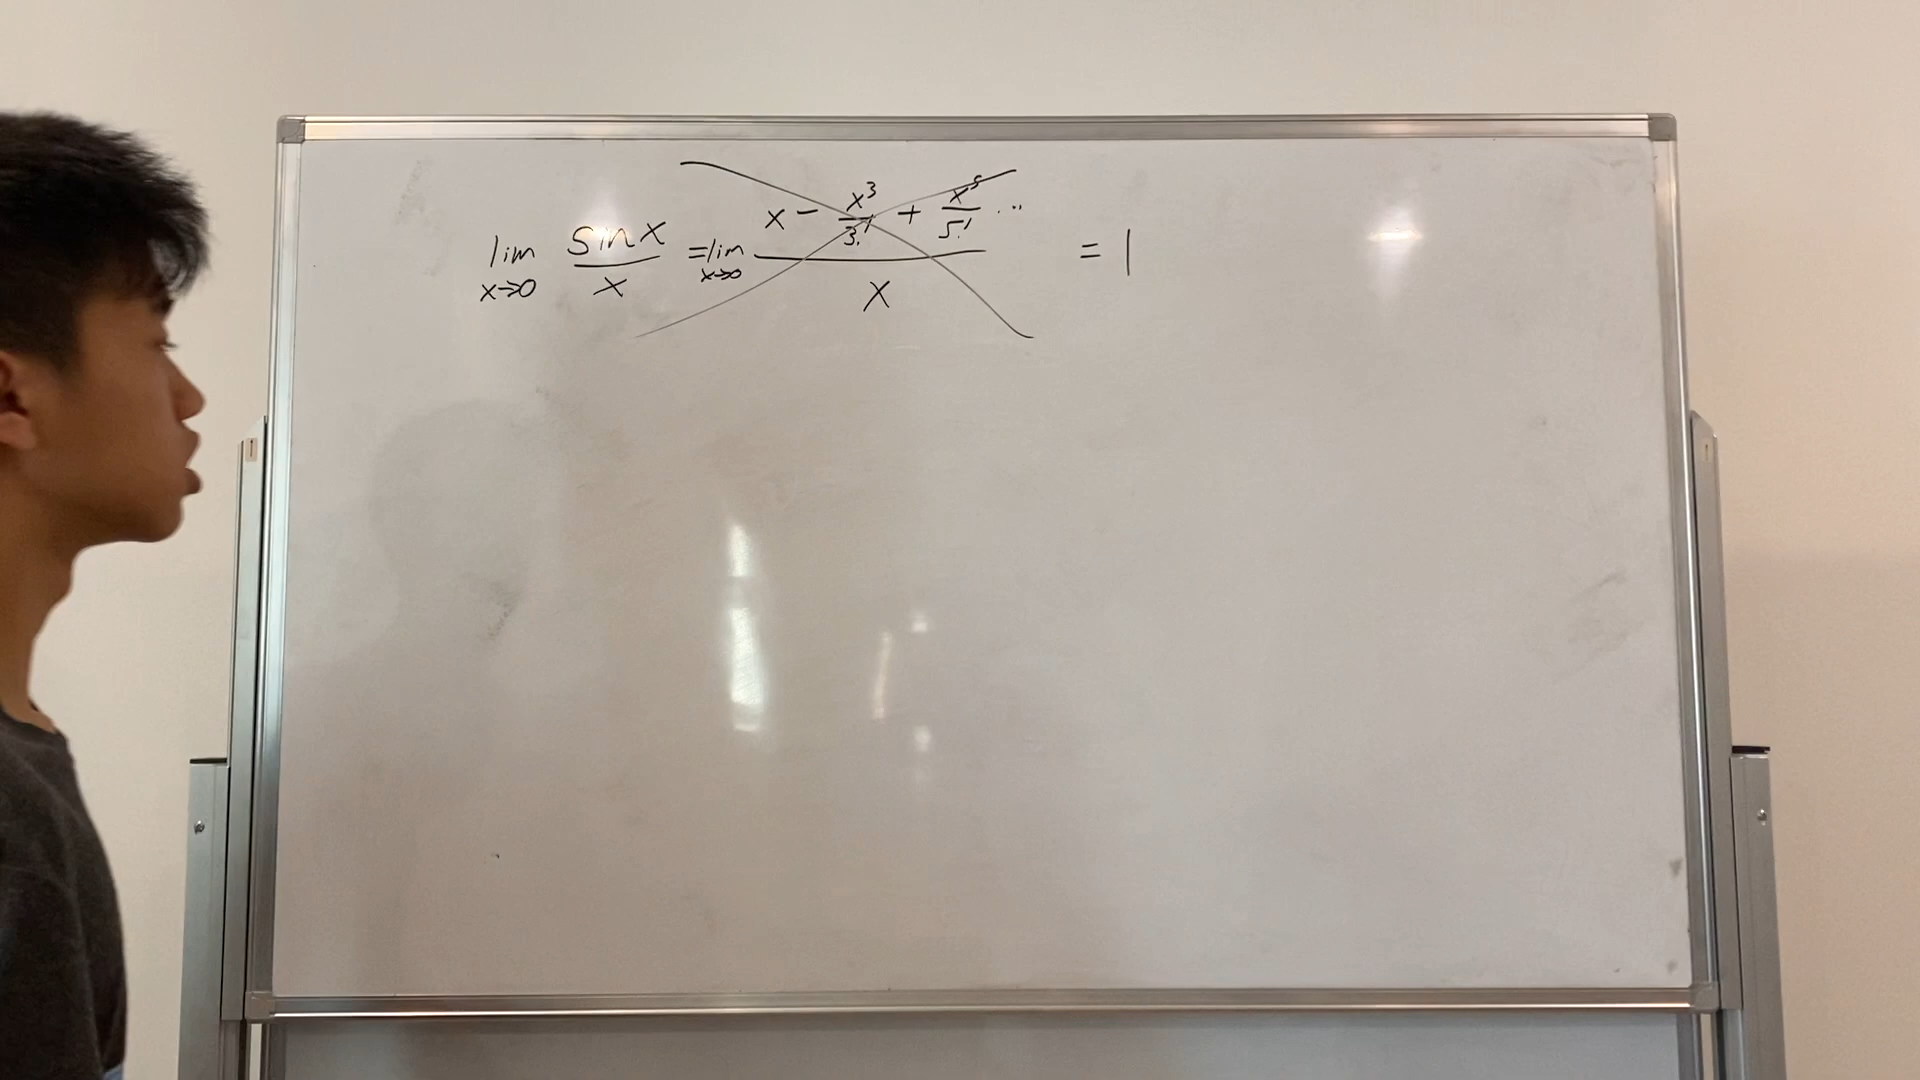 lim x→0 sin x / x = lim x→0 (x - x³/3! + x⁵/5! ...) / x = 1